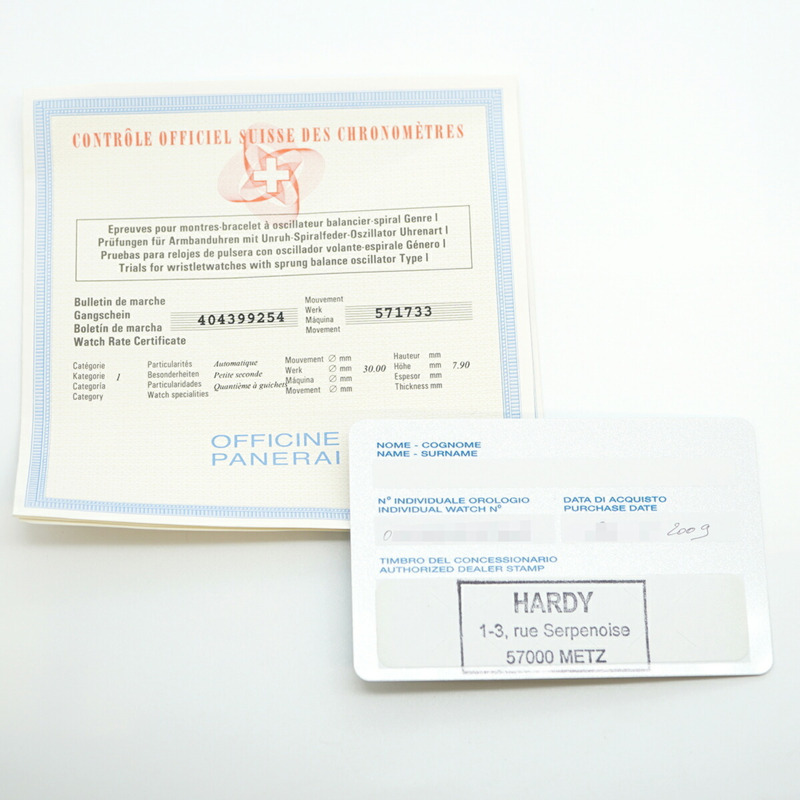 CONTRÔLE OFFICIEL SUISSE DES CHRONOMÈTRES
Epreuves pour montres-bracelet à oscillateur balancier-spiral Genre I
Prüfungen für Armbanduhren mit Unruh-Spiralfeder-Oszillator Uhrenart I
Pruebas para relojes de pulsera con oscillador volante-espirale Género I
Trials for wristletwatches with sprung balance oscillator Type I
Bulletin de marche
Gangschein
Boletín de marcha
Watch Rate Certificate
404399254
Mouvement
Werk
Máquina
Movement
571733
Catégorie
Kategorie 1
Categoría
Category
Particularités Automatique
Besonderheiten Petite seconde
Particularidades Quantième à guichet
Watch specialities
Mouvement ∅ mm
Werk ∅ mm 30.00
Máquina ∅ mm
Movement ∅ mm
Hauteur mm
Höhe mm 7.90
Espesor mm
Thickness mm
OFFICINE
PANERAI
NOME - COGNOME
NAME - SURNAME
N° INDIVIDUALE OROLOGIO
INDIVIDUAL WATCH N°
0
DATA DI ACQUISTO
PURCHASE DATE
2009
TIMBRO DEL CONCESSIONARIO
AUTHORIZED DEALER STAMP
HARDY
1-3, rue Serpenoise
57000 METZ